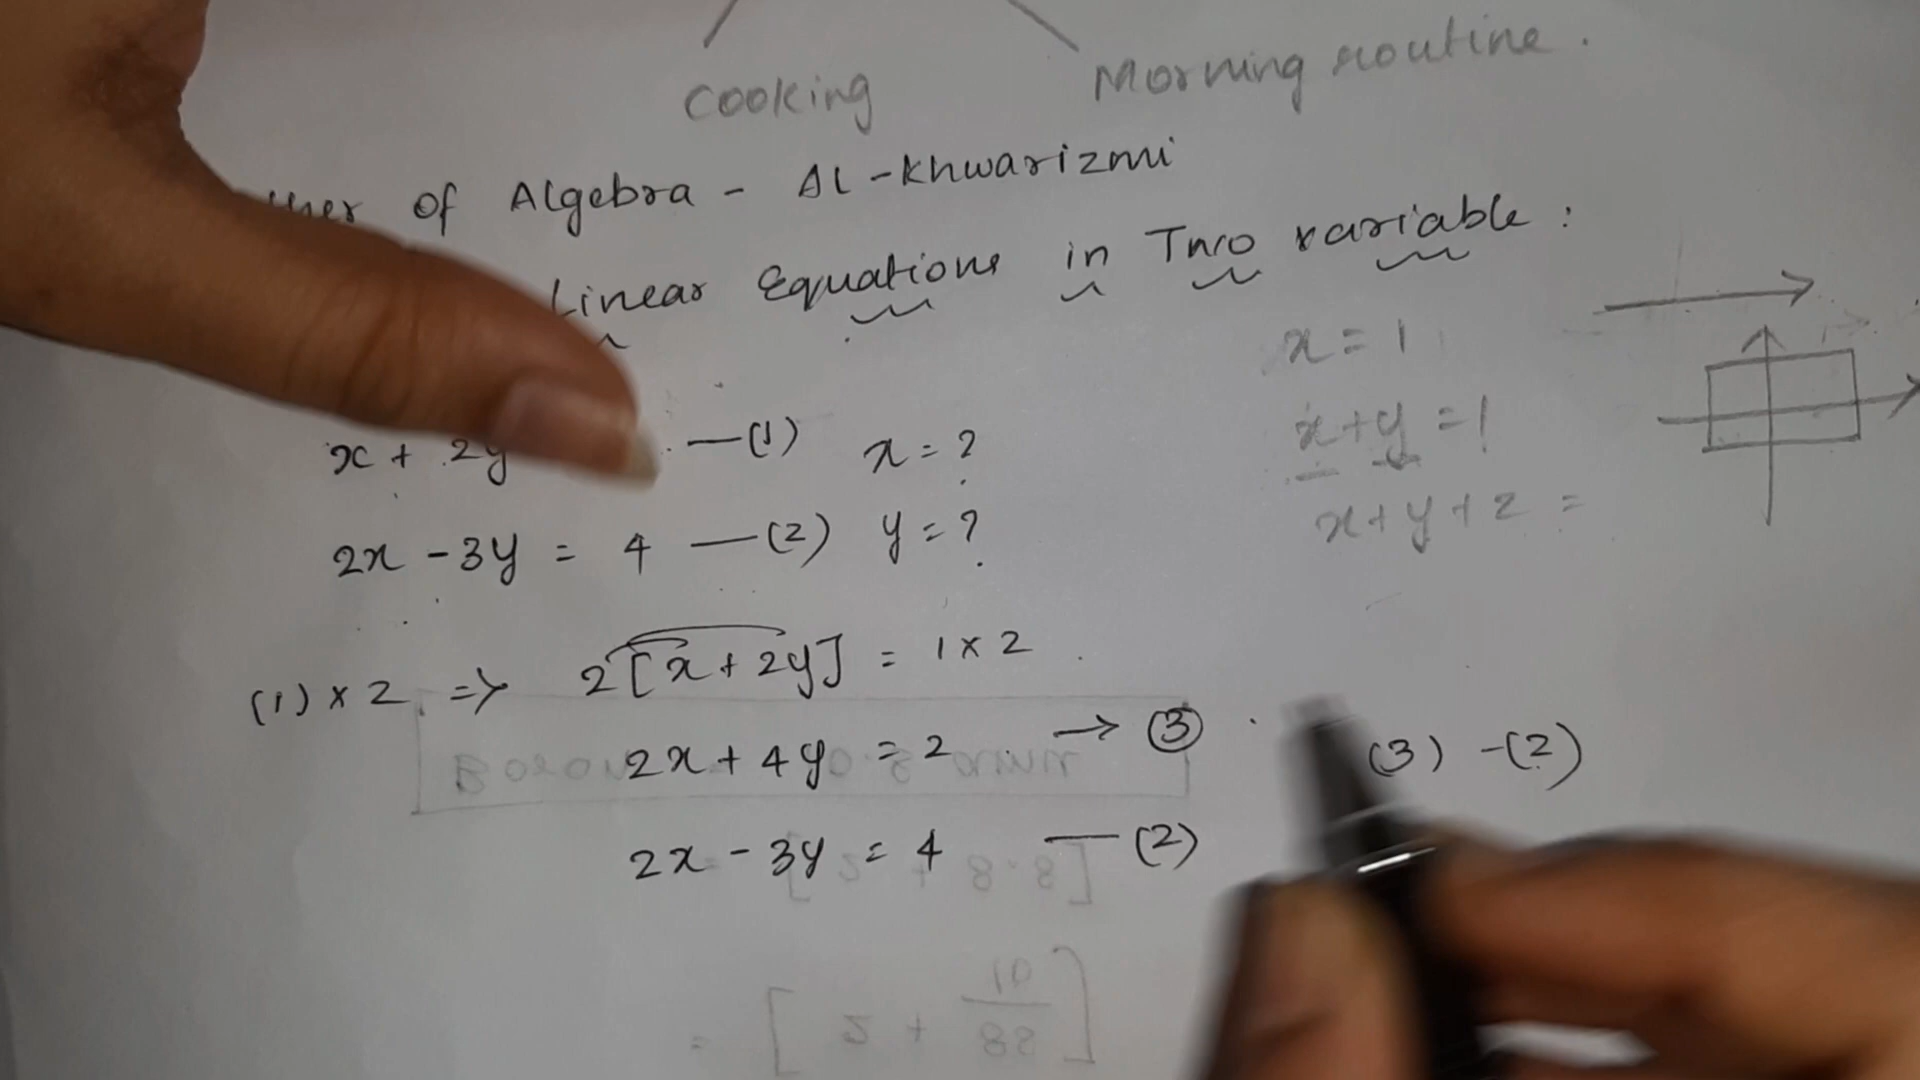 Cooking Morning routine.
of Algebra - AL-Khwarizmi
Linear Equations in Two variable :
x = 1
x + 2y —(1) x = ?
x + y = 1
2x - 3y = 4 —(2) y = ?
x + y + z =
(1) × 2 => 2[x + 2y] = 1 × 2
2x + 4y = 2 → ③ (3) - (2)
2x - 3y = 4 — (2)